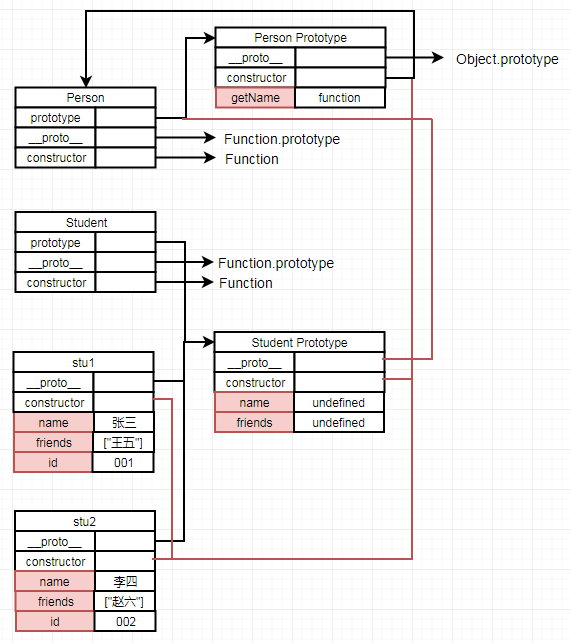 Person Prototype
__proto__
Object.prototype
constructor
getName function
Person
prototype
__proto__
Function.prototype
constructor
Function
Student
prototype
__proto__
Function.prototype
constructor
Function
Student Prototype
__proto__
constructor
name undefined
friends undefined
stu1
__proto__
constructor
name 张三
friends ["王五"]
id 001
stu2
__proto__
constructor
name 李四
friends ["赵六"]
id 002